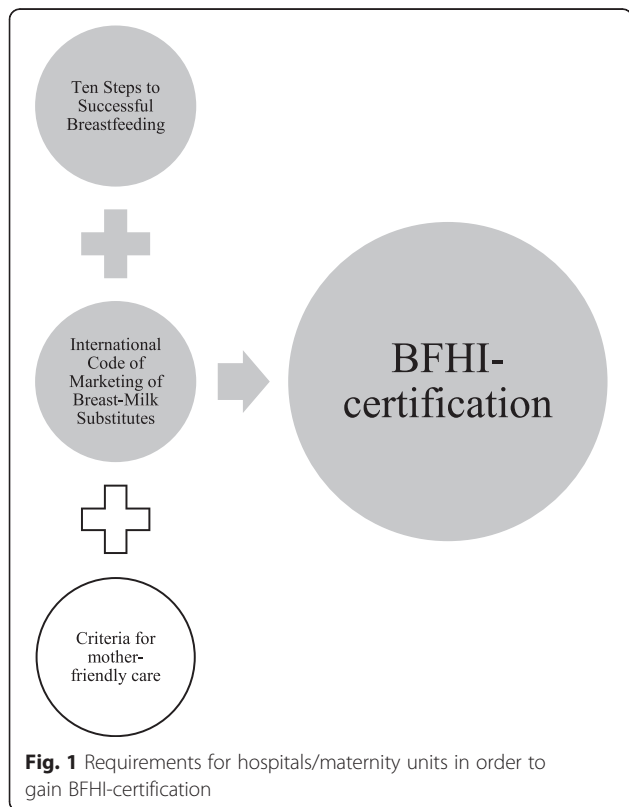 Ten Steps to
Successful
Breastfeeding
International
Code of
Marketing of
Breast-Milk
Substitutes
BFHI-
certification
Criteria for
mother-
friendly care
Fig. 1 Requirements for hospitals/maternity units in order to
gain BFHI-certification